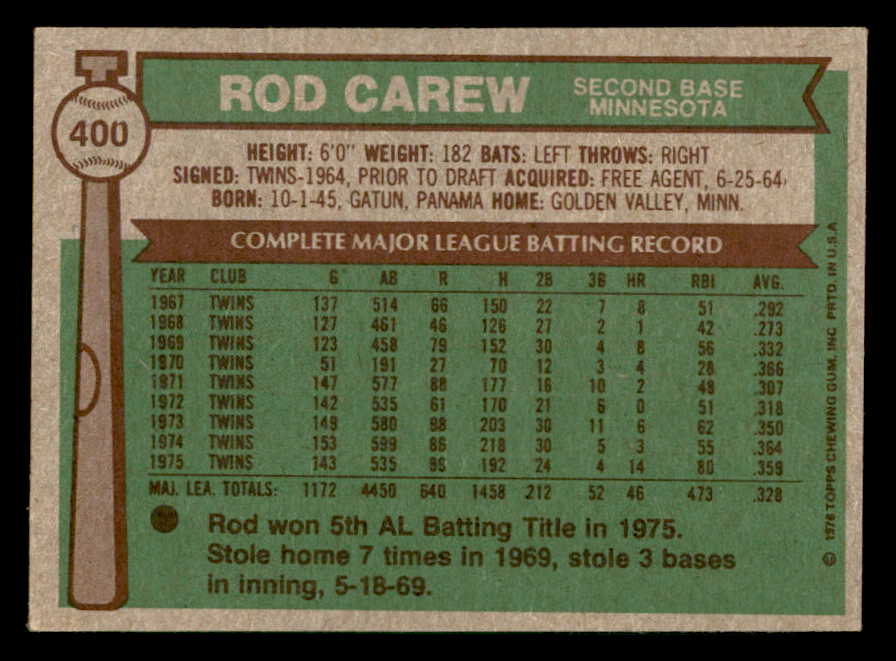 400
ROD CAREW
SECOND BASE
MINNESOTA
HEIGHT: 6'0" WEIGHT: 182 BATS: LEFT THROWS: RIGHT
SIGNED: TWINS-1964, PRIOR TO DRAFT ACQUIRED: FREE AGENT, 6-25-64
BORN: 10-1-45, GATUN, PANAMA HOME: GOLDEN VALLEY, MINN.
COMPLETE MAJOR LEAGUE BATTING RECORD
YEAR CLUB G AB R H 2B 3B HR RBI AVG.
1967 TWINS 137 514 66 150 22 7 8 51 .292
1968 TWINS 127 461 46 126 27 2 1 42 .273
1969 TWINS 123 458 79 152 30 4 8 56 .332
1970 TWINS 51 191 27 70 12 3 4 28 .366
1971 TWINS 147 577 88 177 16 10 2 48 .307
1972 TWINS 142 535 61 170 21 6 0 51 .318
1973 TWINS 149 580 98 203 30 11 6 62 .350
1974 TWINS 153 599 86 218 30 5 3 55 .364
1975 TWINS 143 535 192 24 4 14 80 .359
MAJ. LEA. TOTALS: 1172 4450 640 1458 212 52 46 473 .328
Rod won 5th AL Batting Title in 1975.
Stole home 7 times in 1969, stole 3 bases
in inning, 5-18-69.
© 1976 TOPPS CHEWING GUM, INC. PRTD. IN U.S.A.